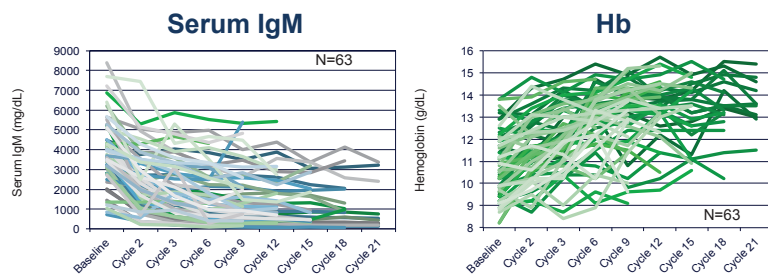 Serum IgM
Hb
Serum IgM (mg/dL)
9000
8000
7000
6000
5000
4000
3000
2000
1000
0
N=63
Baseline
Cycle 2
Cycle 3
Cycle 6
Cycle 9
Cycle 12
Cycle 15
Cycle 18
Cycle 21
Hemoglobin (g/dL)
16
15
14
13
12
11
10
9
8
N=63
Baseline
Cycle 2
Cycle 3
Cycle 6
Cycle 9
Cycle 12
Cycle 15
Cycle 18
Cycle 21